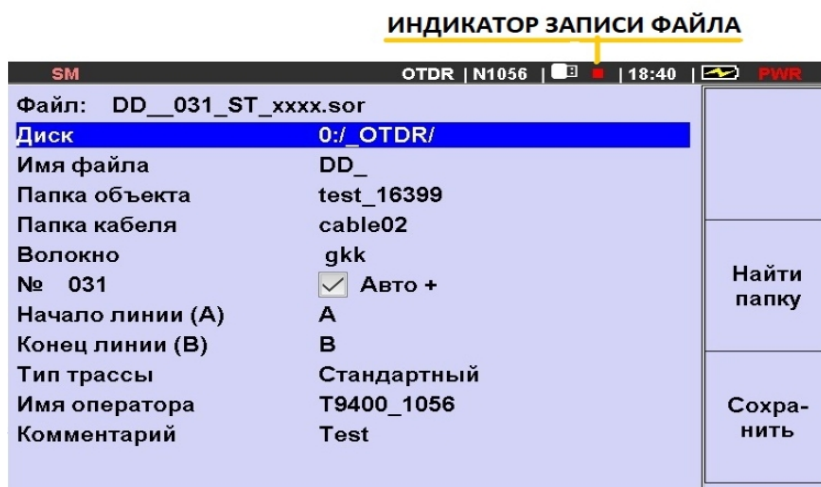 ИНДИКАТОР ЗАПИСИ ФАЙЛА
SM OTDR | N1056 | | 18:40 | PWR
Файл: DD__031_ST_xxxx.sor
Диск 0:/_OTDR/
Имя файла DD_
Папка объекта test_16399
Папка кабеля cable02
Волокно gkk
№ 031 Авто +
Начало линии (А) A
Конец линии (В) B
Тип трассы Стандартный
Имя оператора T9400_1056
Комментарий Test
Найти
папку
Сохра-
нить